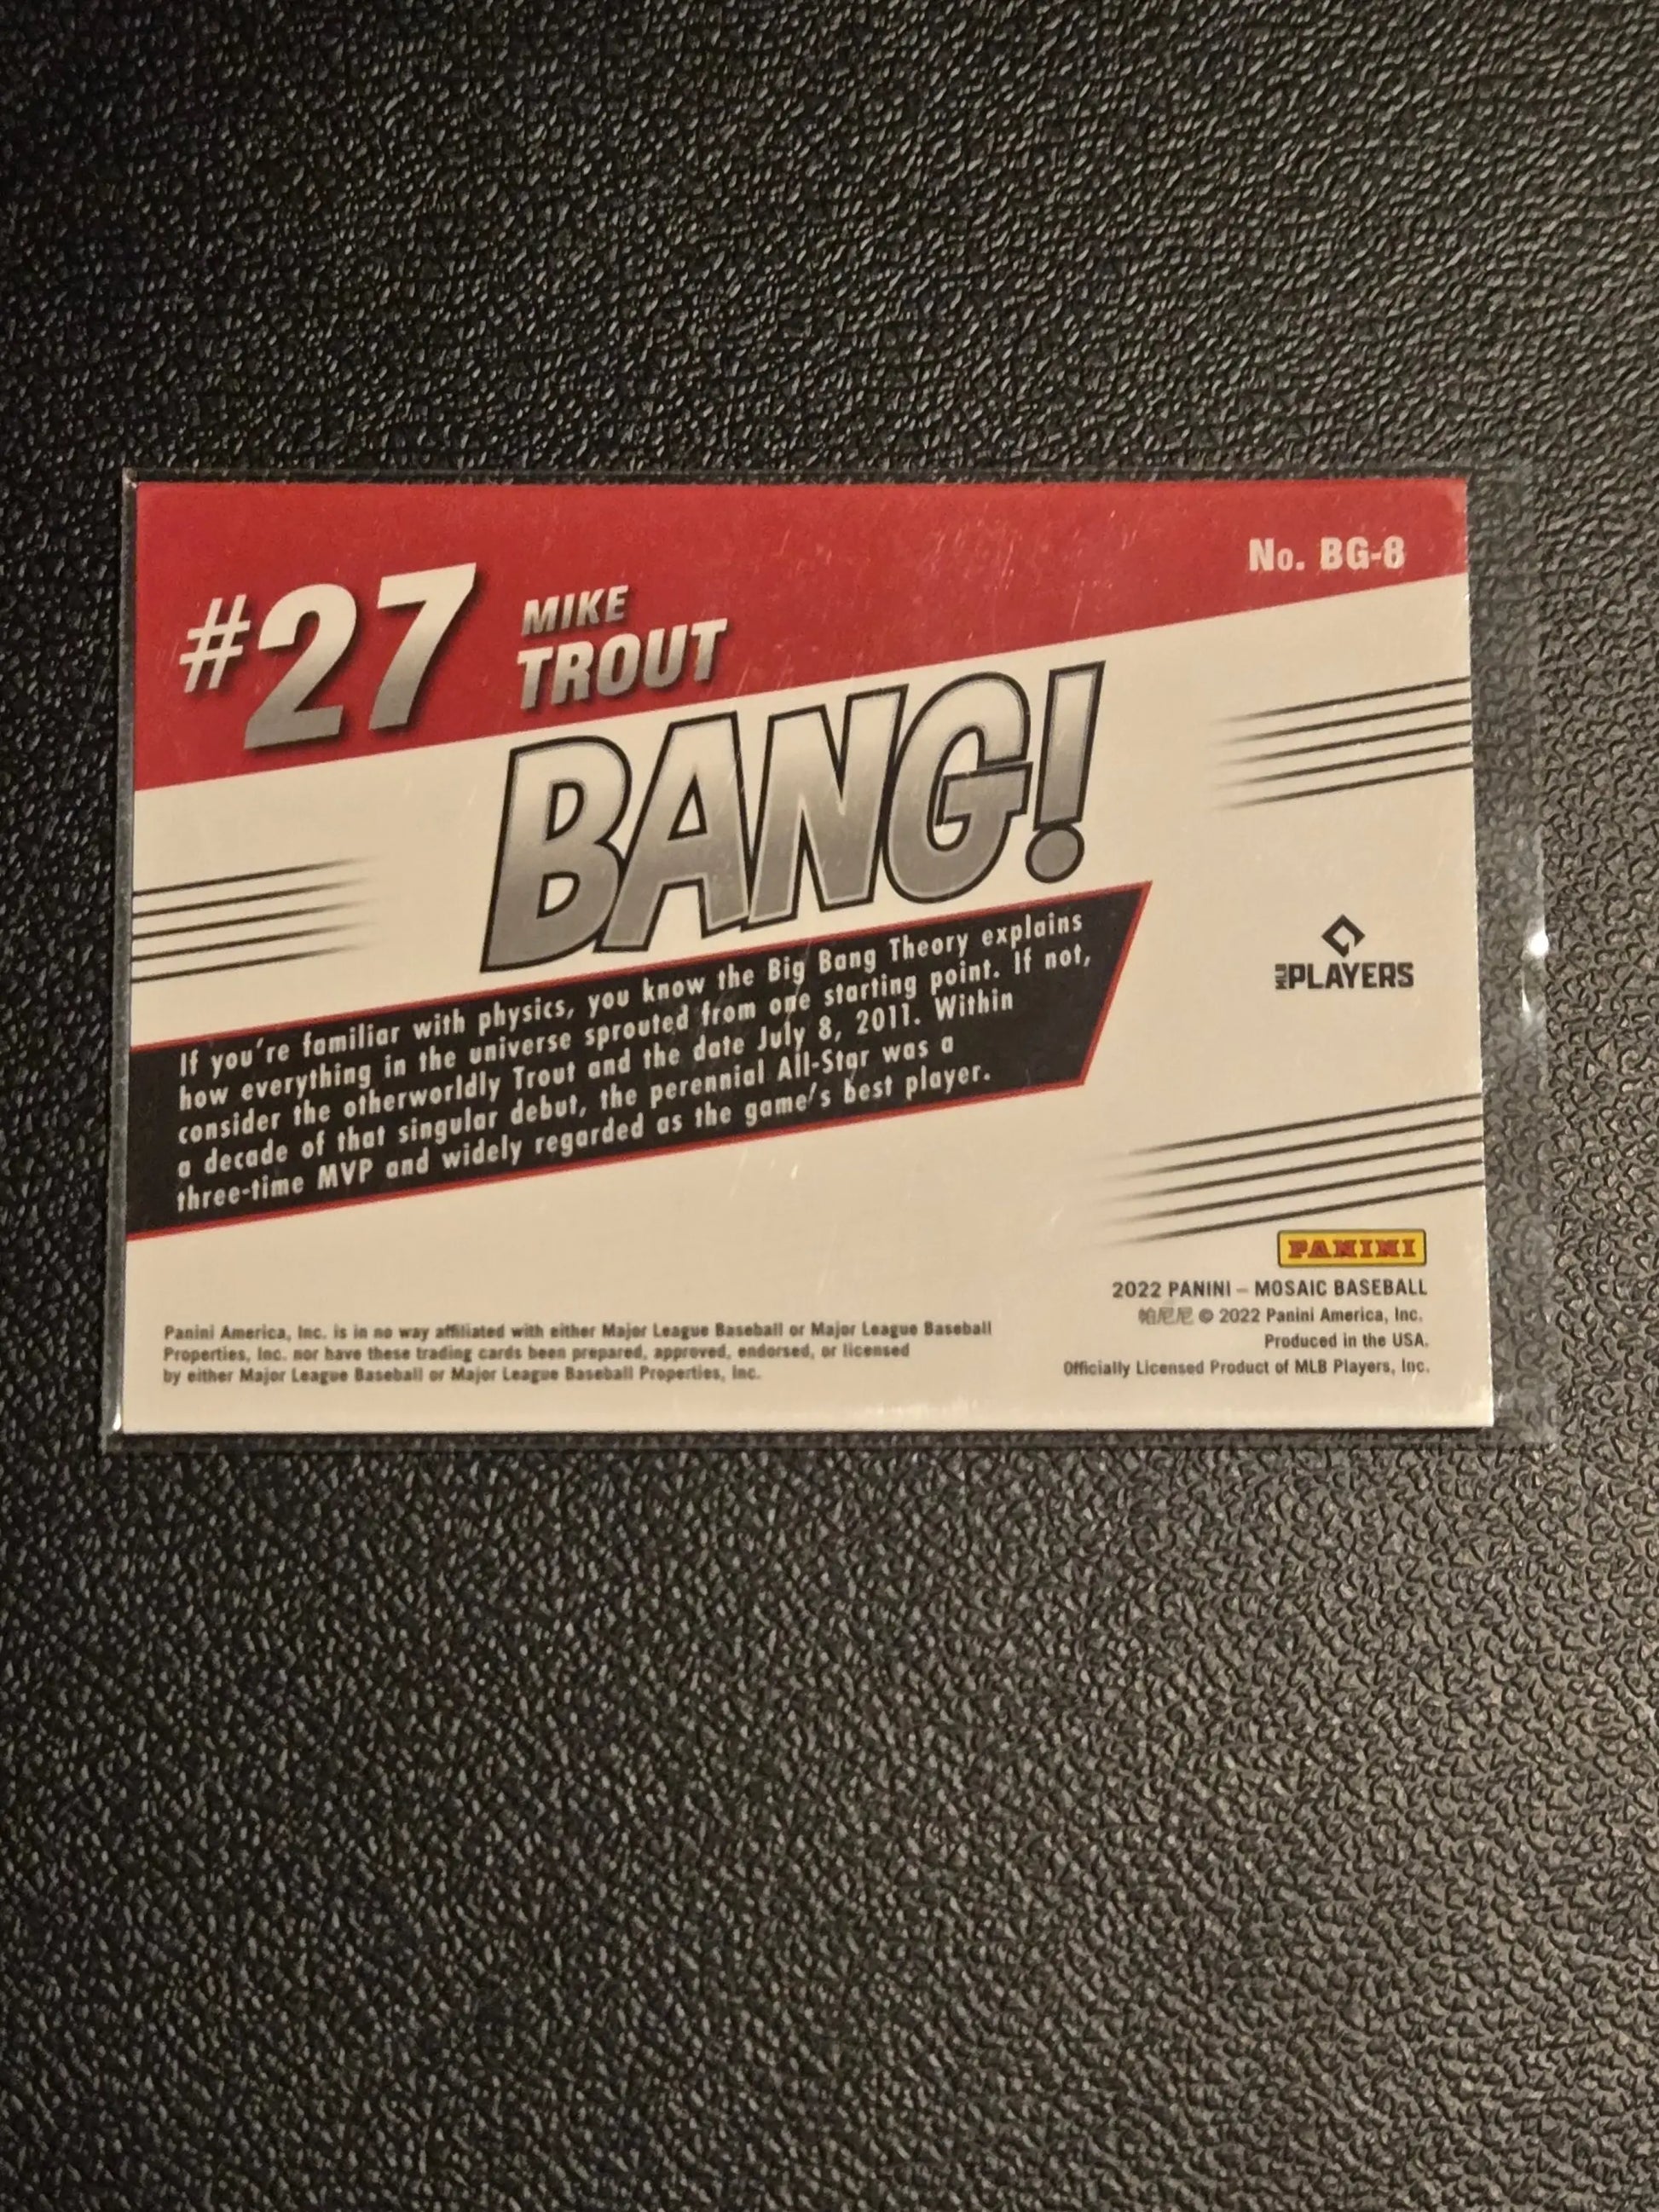 No. BG-8
#27
MIKE
TROUT
BANG!
If you're familiar with physics, you know the Big Bang Theory explains
how everything in the universe sprouted from one starting point. If not,
consider the otherworldly Trout and the date July 8, 2011. Within
a decade of that singular debut, the perennial All-Star was a
three-time MVP and widely regarded as the game's best player.
MLB PLAYERS
PANINI
2022 PANINI – MOSAIC BASEBALL
帕尼尼 © 2022 Panini America, Inc.
Produced in the USA.
Officially Licensed Product of MLB Players, Inc.
Panini America, Inc. is in no way affiliated with either Major League Baseball or Major League Baseball
Properties, Inc. nor have these trading cards been prepared, approved, endorsed, or licensed
by either Major League Baseball or Major League Baseball Properties, Inc.